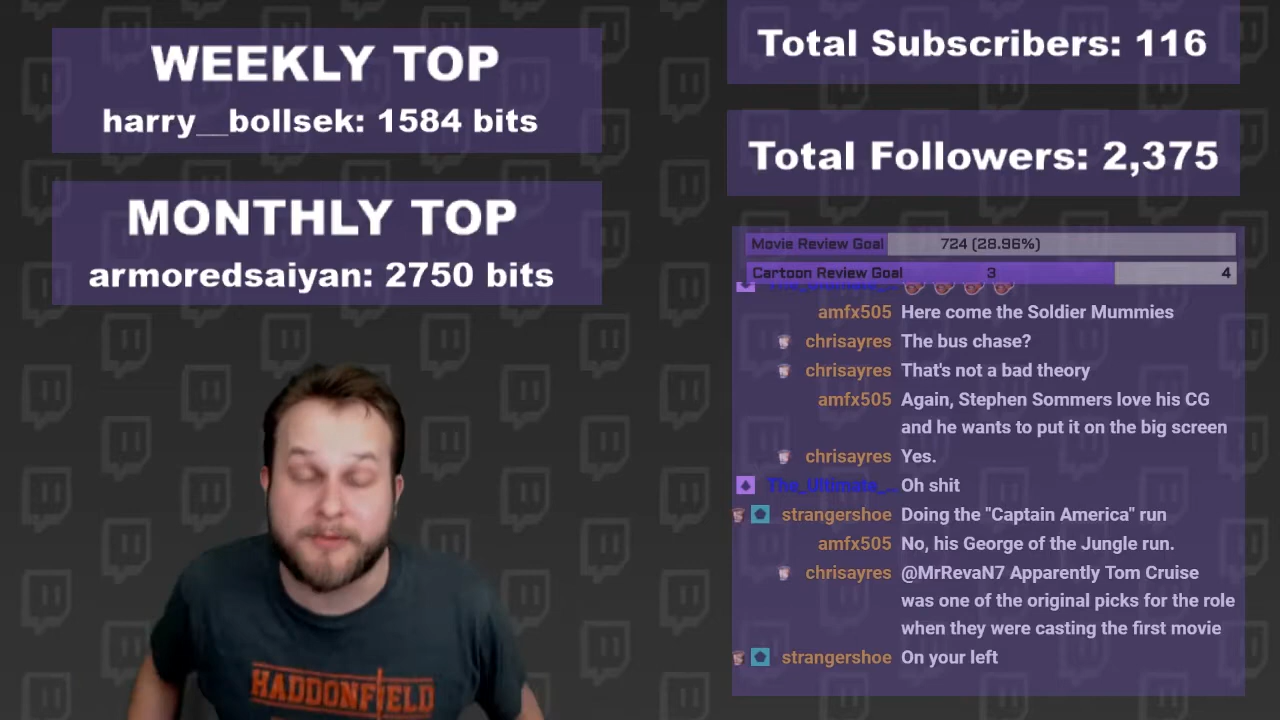 WEEKLY TOP
harry__bollsek: 1584 bits
MONTHLY TOP
armoredsaiyan: 2750 bits
Total Subscribers: 116
Total Followers: 2,375
Movie Review Goal 724 (28.96%)
Cartoon Review Goal 3 4
The_Ultimate_...
amfx505 Here come the Soldier Mummies
chrisayres The bus chase?
chrisayres That's not a bad theory
amfx505 Again, Stephen Sommers love his CG
and he wants to put it on the big screen
chrisayres Yes.
The_Ultimate_... Oh shit
strangershoe Doing the "Captain America" run
amfx505 No, his George of the Jungle run.
chrisayres @MrRevaN7 Apparently Tom Cruise
was one of the original picks for the role
when they were casting the first movie
strangershoe On your left
HADDONFIELD